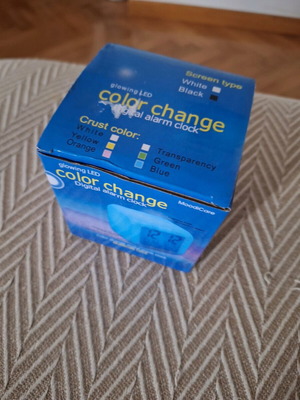 Screen type
White
Black
glowing LED
color change
Digital alarm clock
Crust color:
White
Yellow
Orange
Transparency
Green
Blue
glowing LED
color change
Digital alarm clock
MoodiCare